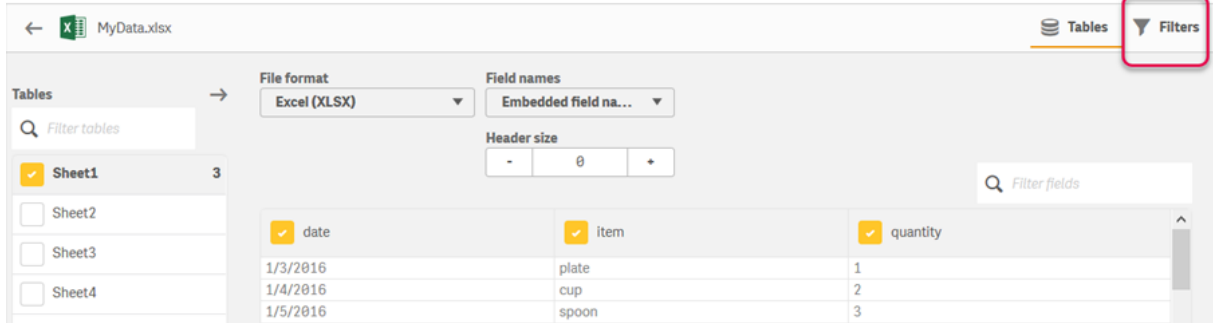 MyData.xlsx
Tables
Filters
Tables
Filter tables
Sheet1 3
Sheet2
Sheet3
Sheet4
File format
Excel (XLSX)
Field names
Embedded field na...
Header size
- 0 +
Filter fields
date item quantity
1/3/2016 plate 1
1/4/2016 cup 2
1/5/2016 spoon 3